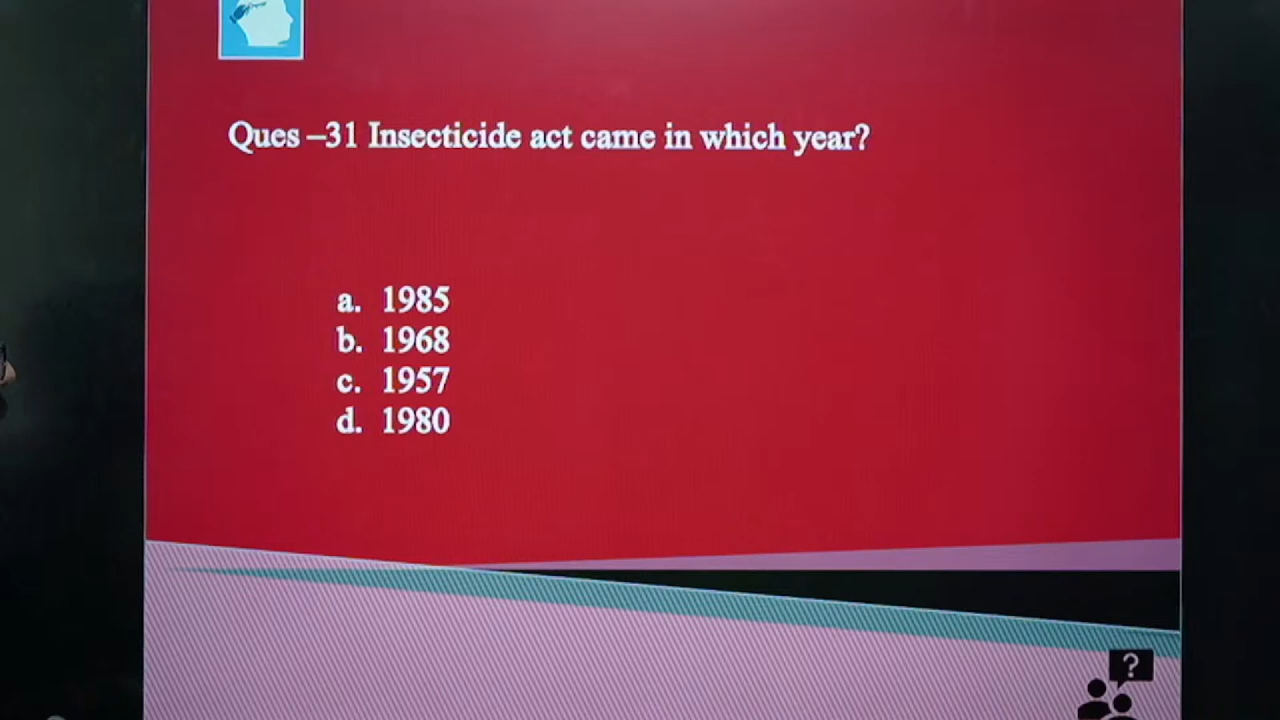 Ques –31 Insecticide act came in which year?
a. 1985
b. 1968
c. 1957
d. 1980
?